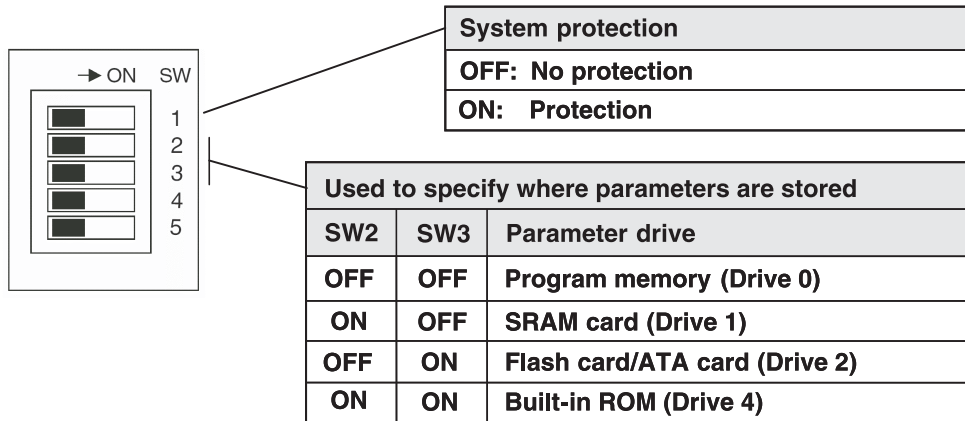 → ON SW
1
2
3
4
5
System protection
OFF: No protection
ON: Protection
Used to specify where parameters are stored
SW2 SW3 Parameter drive
OFF OFF Program memory (Drive 0)
ON OFF SRAM card (Drive 1)
OFF ON Flash card/ATA card (Drive 2)
ON ON Built-in ROM (Drive 4)